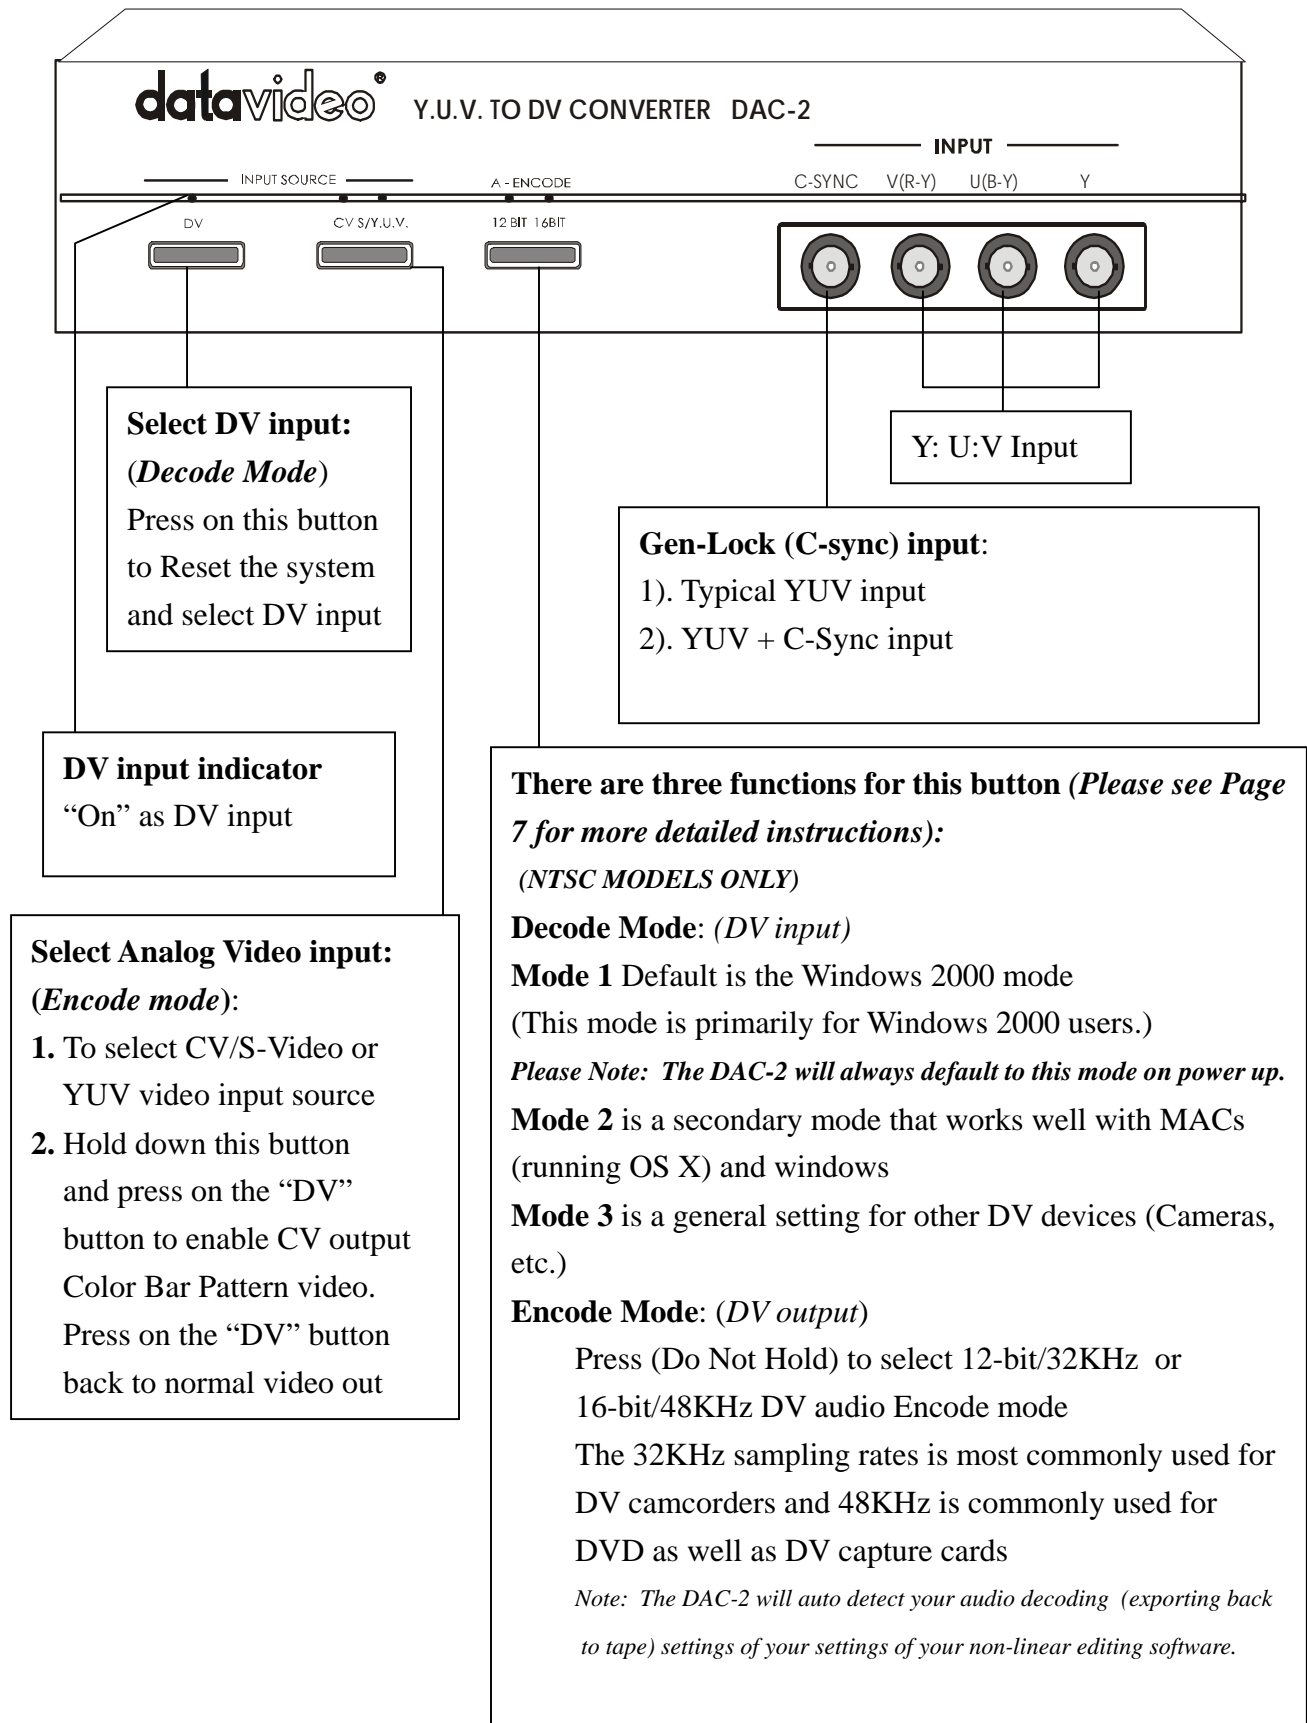 datavideo® Y.U.V. TO DV CONVERTER DAC-2
INPUT
INPUT SOURCE
A - ENCODE
C-SYNC V(R-Y) U(B-Y) Y
DV
CV S/Y.U.V.
12 BIT 16BIT
Select DV input:
(Decode Mode)
Press on this button
to Reset the system
and select DV input
Y: U:V Input
Gen-Lock (C-sync) input:
1). Typical YUV input
2). YUV + C-Sync input
DV input indicator
“On” as DV input
Select Analog Video input:
(Encode mode):
1. To select CV/S-Video or
YUV video input source
2. Hold down this button
and press on the “DV”
button to enable CV output
Color Bar Pattern video.
Press on the “DV” button
back to normal video out
There are three functions for this button (Please see Page
7 for more detailed instructions):
(NTSC MODELS ONLY)
Decode Mode: (DV input)
Mode 1 Default is the Windows 2000 mode
(This mode is primarily for Windows 2000 users.)
Please Note: The DAC-2 will always default to this mode on power up.
Mode 2 is a secondary mode that works well with MACs
(running OS X) and windows
Mode 3 is a general setting for other DV devices (Cameras,
etc.)
Encode Mode: (DV output)
Press (Do Not Hold) to select 12-bit/32KHz or
16-bit/48KHz DV audio Encode mode
The 32KHz sampling rates is most commonly used for
DV camcorders and 48KHz is commonly used for
DVD as well as DV capture cards
Note: The DAC-2 will auto detect your audio decoding (exporting back
to tape) settings of your settings of your non-linear editing software.